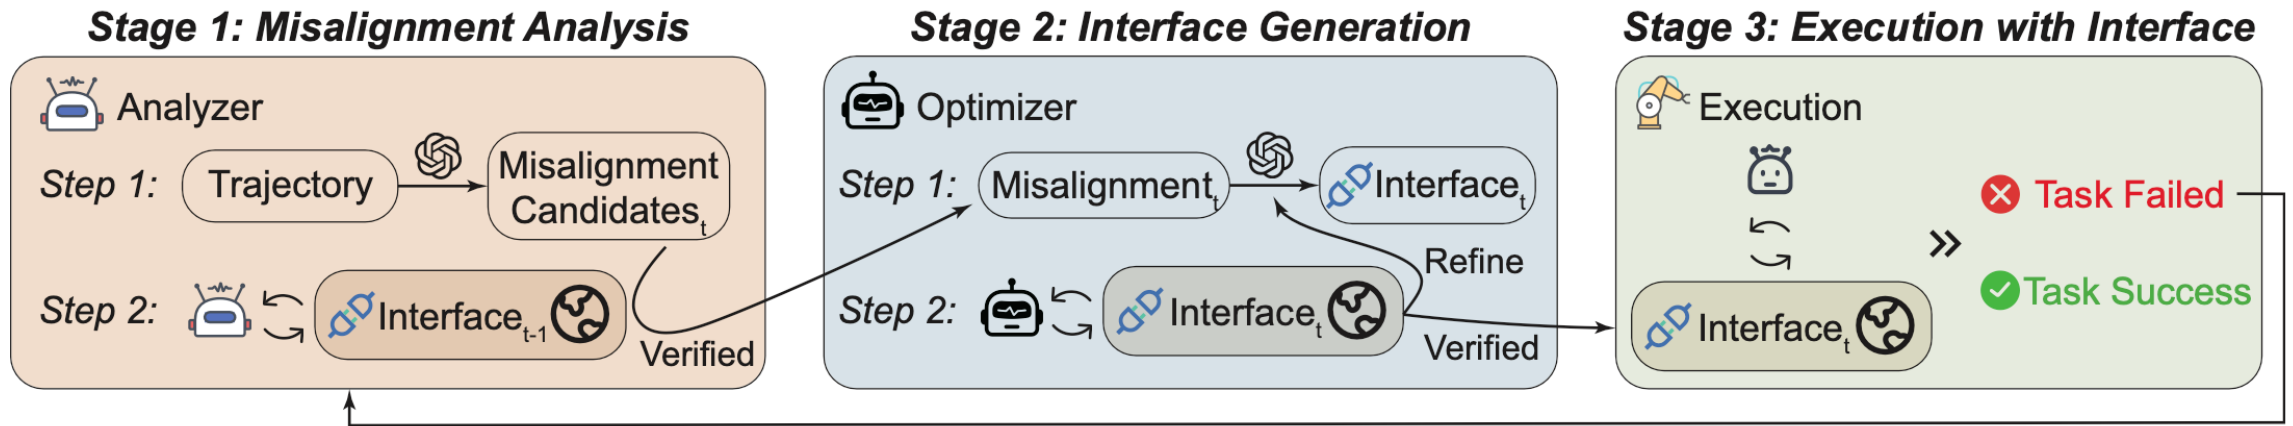 Stage 1: Misalignment Analysis
Analyzer
Step 1:
Trajectory
Misalignment
Candidates_t
Step 2:
Interface_t-1
Verified
Stage 2: Interface Generation
Optimizer
Step 1:
Misalignment_t
Interface_t
Refine
Step 2:
Interface_t
Verified
Stage 3: Execution with Interface
Execution
Task Failed
Task Success
Interface_t